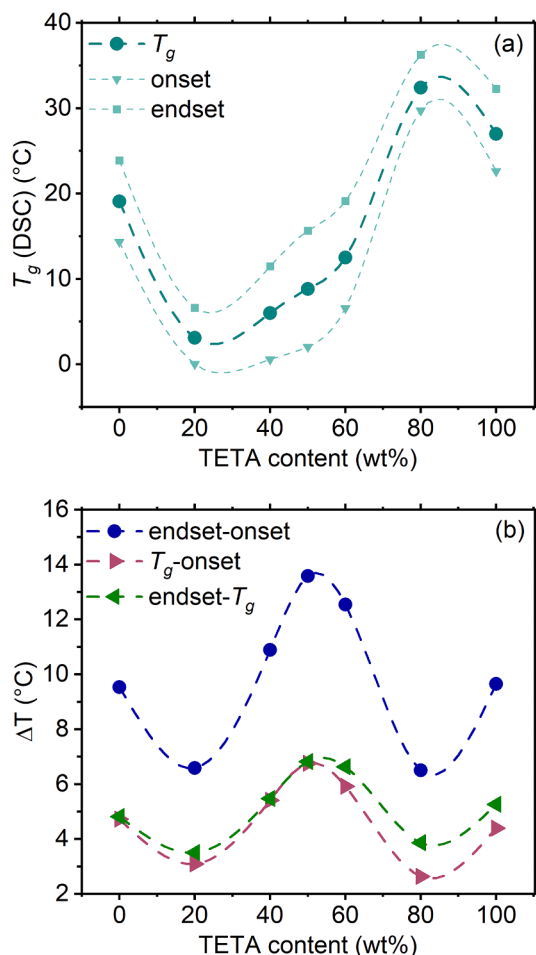 (a)
T_g
onset
endset
40
30
20
10
0
T_g (DSC) (°C)
0 20 40 60 80 100
TETA content (wt%)
(b)
endset-onset
T_g-onset
endset-T_g
16
14
12
10
8
6
4
2
ΔT (°C)
0 20 40 60 80 100
TETA content (wt%)